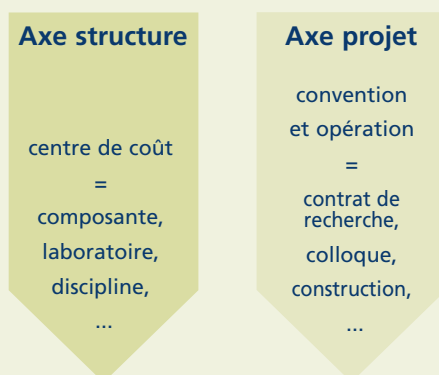 Axe structure
centre de coût
=
composante,
laboratoire,
discipline,
...
Axe projet
convention
et opération
=
contrat de
recherche,
colloque,
construction,
...